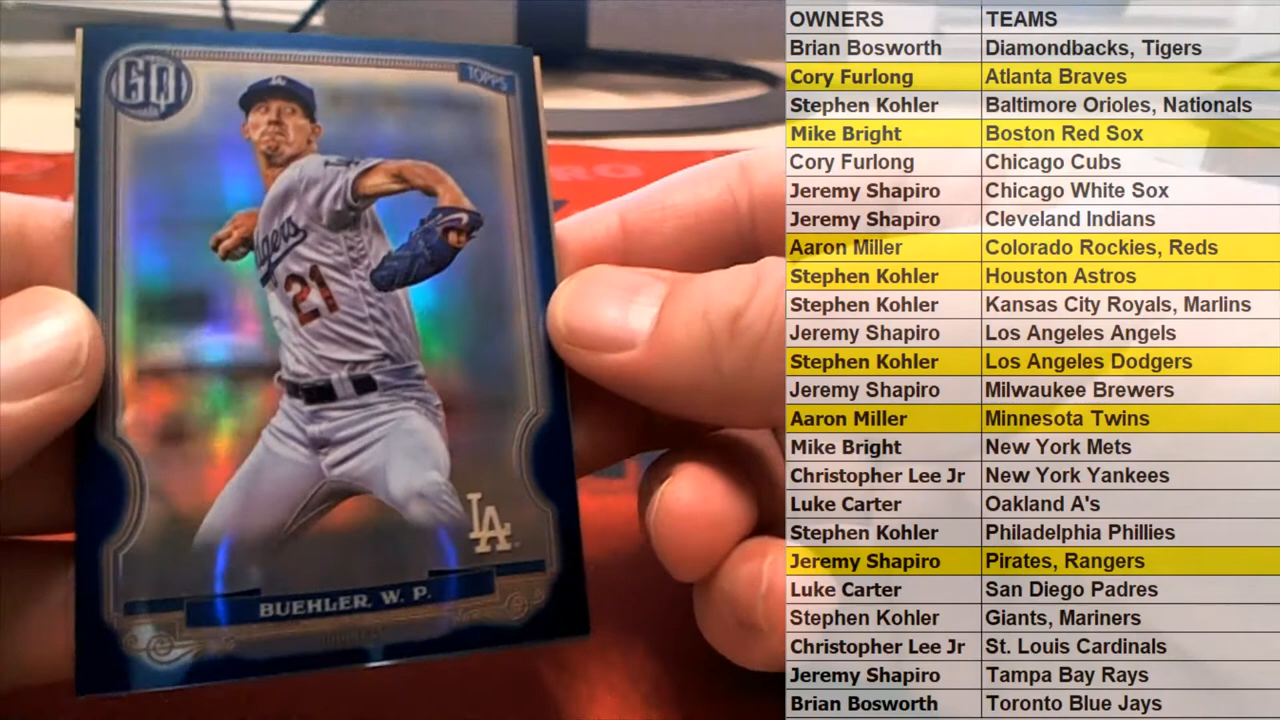 GQ
TOPPS
Dodgers
21
LA
BUEHLER, W. P.
OWNERS TEAMS
Brian Bosworth Diamondbacks, Tigers
Cory Furlong Atlanta Braves
Stephen Kohler Baltimore Orioles, Nationals
Mike Bright Boston Red Sox
Cory Furlong Chicago Cubs
Jeremy Shapiro Chicago White Sox
Jeremy Shapiro Cleveland Indians
Aaron Miller Colorado Rockies, Reds
Stephen Kohler Houston Astros
Stephen Kohler Kansas City Royals, Marlins
Jeremy Shapiro Los Angeles Angels
Stephen Kohler Los Angeles Dodgers
Jeremy Shapiro Milwaukee Brewers
Aaron Miller Minnesota Twins
Mike Bright New York Mets
Christopher Lee Jr New York Yankees
Luke Carter Oakland A's
Stephen Kohler Philadelphia Phillies
Jeremy Shapiro Pirates, Rangers
Luke Carter San Diego Padres
Stephen Kohler Giants, Mariners
Christopher Lee Jr St. Louis Cardinals
Jeremy Shapiro Tampa Bay Rays
Brian Bosworth Toronto Blue Jays